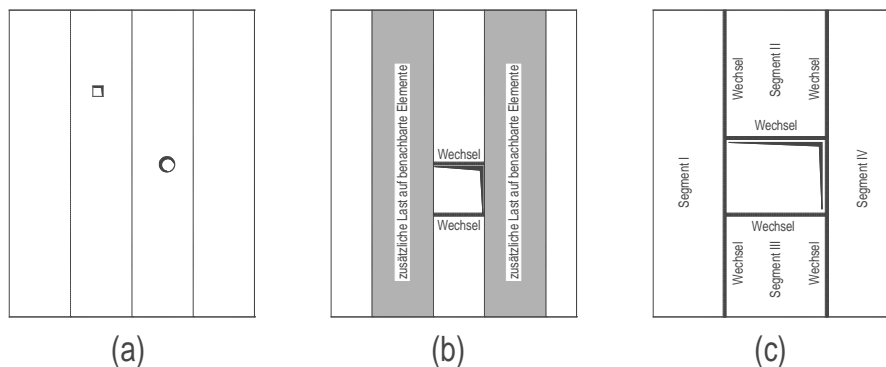 zusätzliche Last auf benachbarte Elemente
Wechsel
Wechsel
zusätzliche Last auf benachbarte Elemente
Segment I
Wechsel
Segment II
Wechsel
Wechsel
Wechsel
Wechsel
Segment III
Wechsel
Segment IV
(a)
(b)
(c)